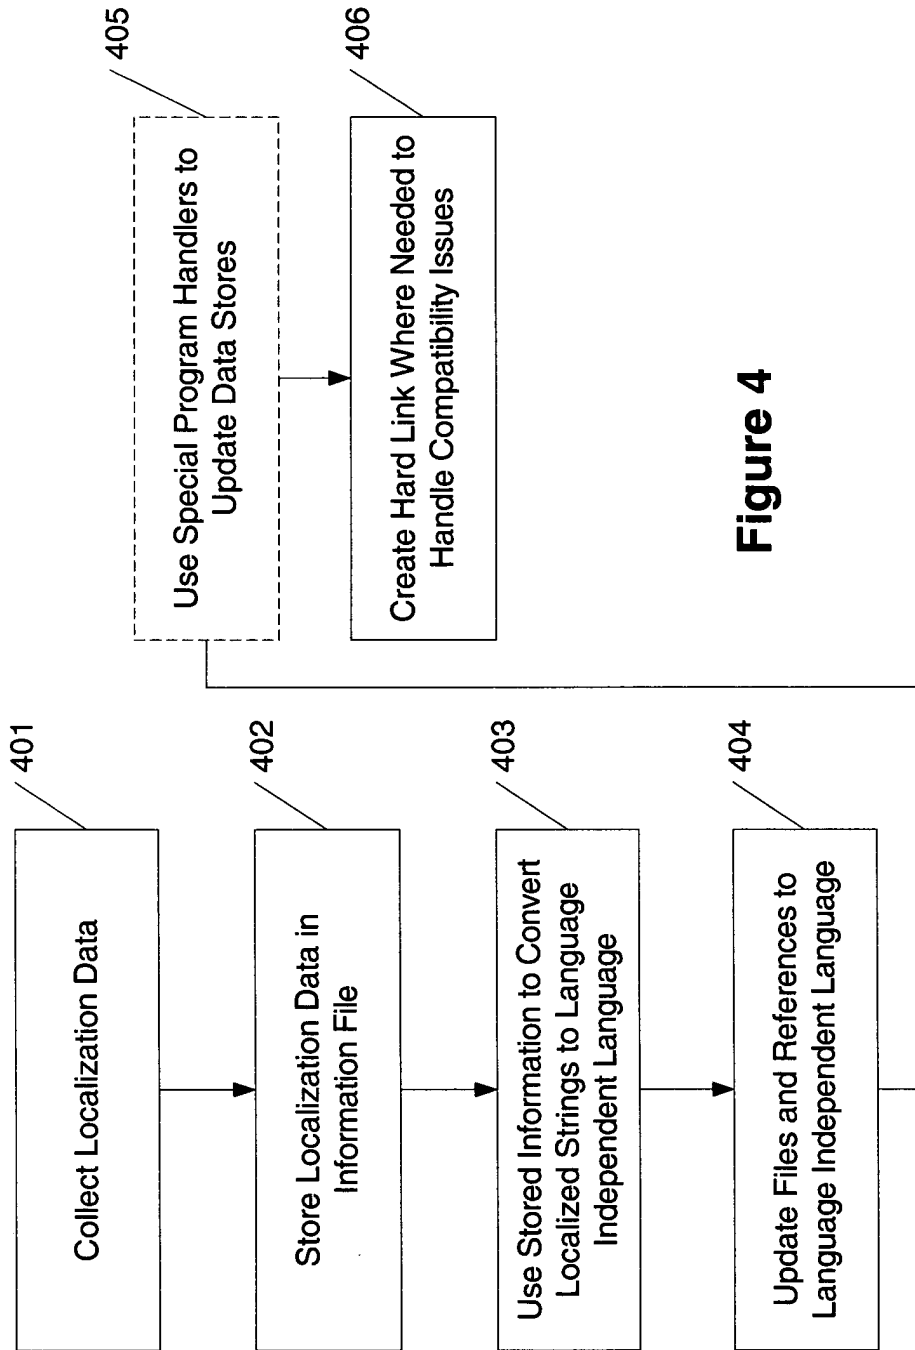 401
Collect Localization Data
402
Store Localization Data in
Information File
403
Use Stored Information to Convert
Localized Strings to Language
Independent Language
404
Update Files and References to
Language Independent Language
405
Use Special Program Handlers to
Update Data Stores
406
Create Hard Link Where Needed to
Handle Compatibility Issues
Figure 4